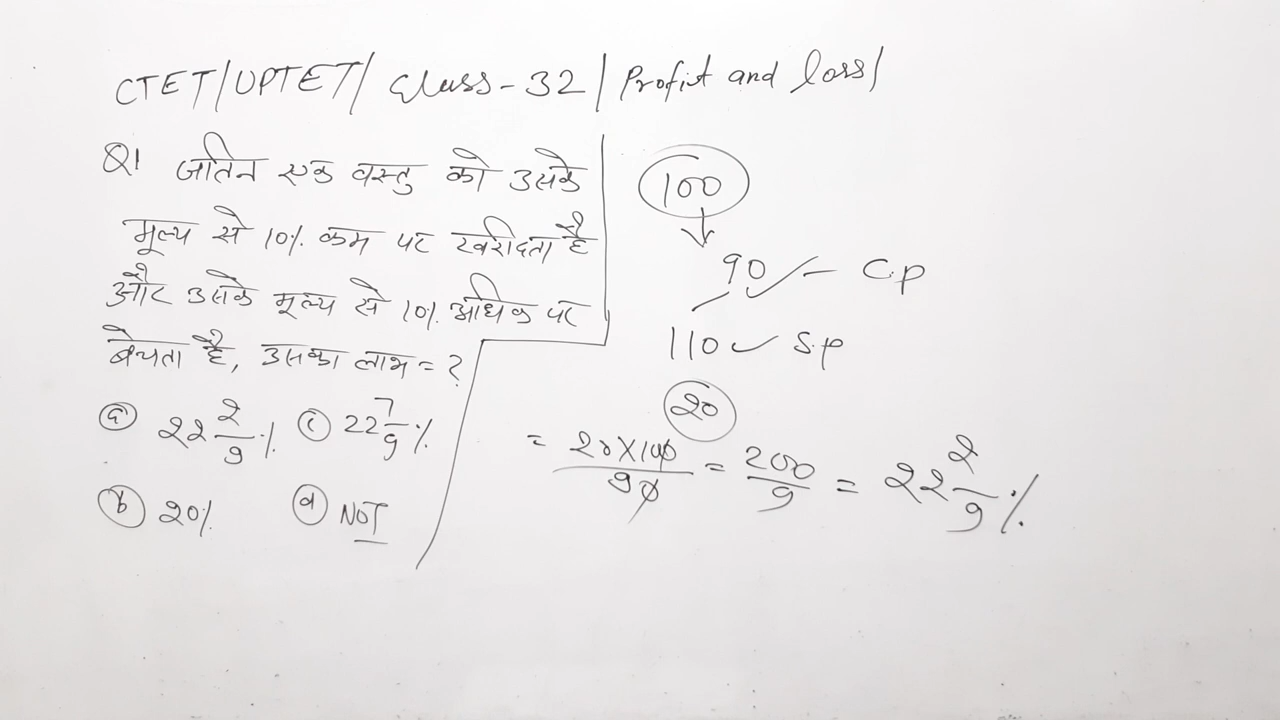 CTET/UPTET/ Class-32/Profit and loss/
Q1 जतिन एक वस्तु को उसके
मूल्य से 10% कम पर खरीदता है
और उसके मूल्य से 10% अधिक पर
बेचता है, उसका लाभ = ?
(a) 22 2/9 % (c) 22 7/9 %
(b) 20% (d) NOT
100
90 - C.p
110 S.p
20
= 20X100/90 = 200/9 = 22 2/9 %